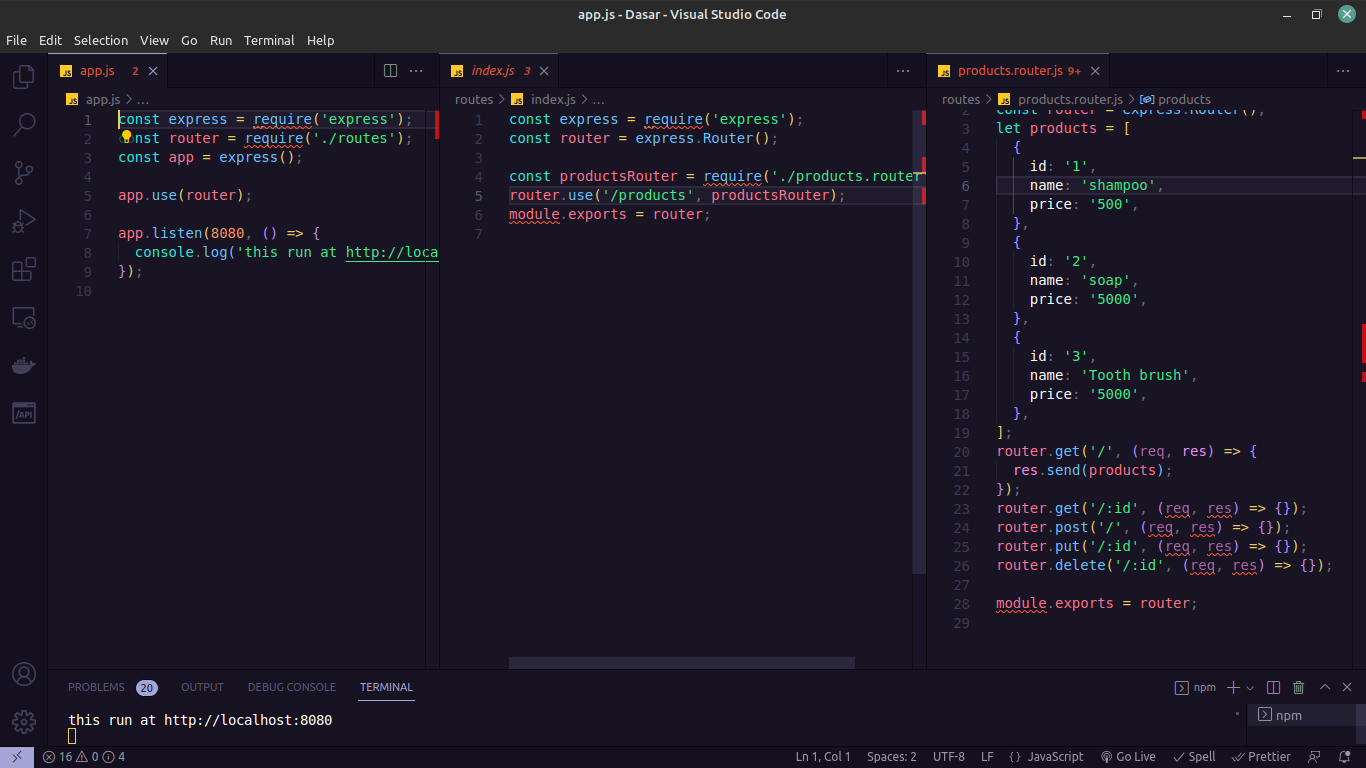 app.js - Dasar - Visual Studio Code
File Edit Selection View Go Run Terminal Help
JS app.js 2
JS app.js > ...
1 const express = require('express');
2 const router = require('./routes');
3 const app = express();
4
5 app.use(router);
6
7 app.listen(8080, () => {
8 console.log('this run at http://loca
9 });
10
JS index.js 3
routes > JS index.js > ...
1 const express = require('express');
2 const router = express.Router();
3
4 const productsRouter = require('./products.router
5 router.use('/products', productsRouter);
6 module.exports = router;
7
JS products.router.js 9+
routes > JS products.router.js > products
2 const router = express.Router();
3 let products = [
4 {
5 id: '1',
6 name: 'shampoo',
7 price: '500',
8 },
9 {
10 id: '2',
11 name: 'soap',
12 price: '5000',
13 },
14 {
15 id: '3',
16 name: 'Tooth brush',
17 price: '5000',
18 },
19 ];
20 router.get('/', (req, res) => {
21 res.send(products);
22 });
23 router.get('/:id', (req, res) => {});
24 router.post('/', (req, res) => {});
25 router.put('/:id', (req, res) => {});
26 router.delete('/:id', (req, res) => {});
27
28 module.exports = router;
29
/API
PROBLEMS 20 OUTPUT DEBUG CONSOLE TERMINAL
npm
this run at http://localhost:8080
npm
16 0 4
Ln 1, Col 1 Spaces: 2 UTF-8 LF {} JavaScript Go Live Spell Prettier